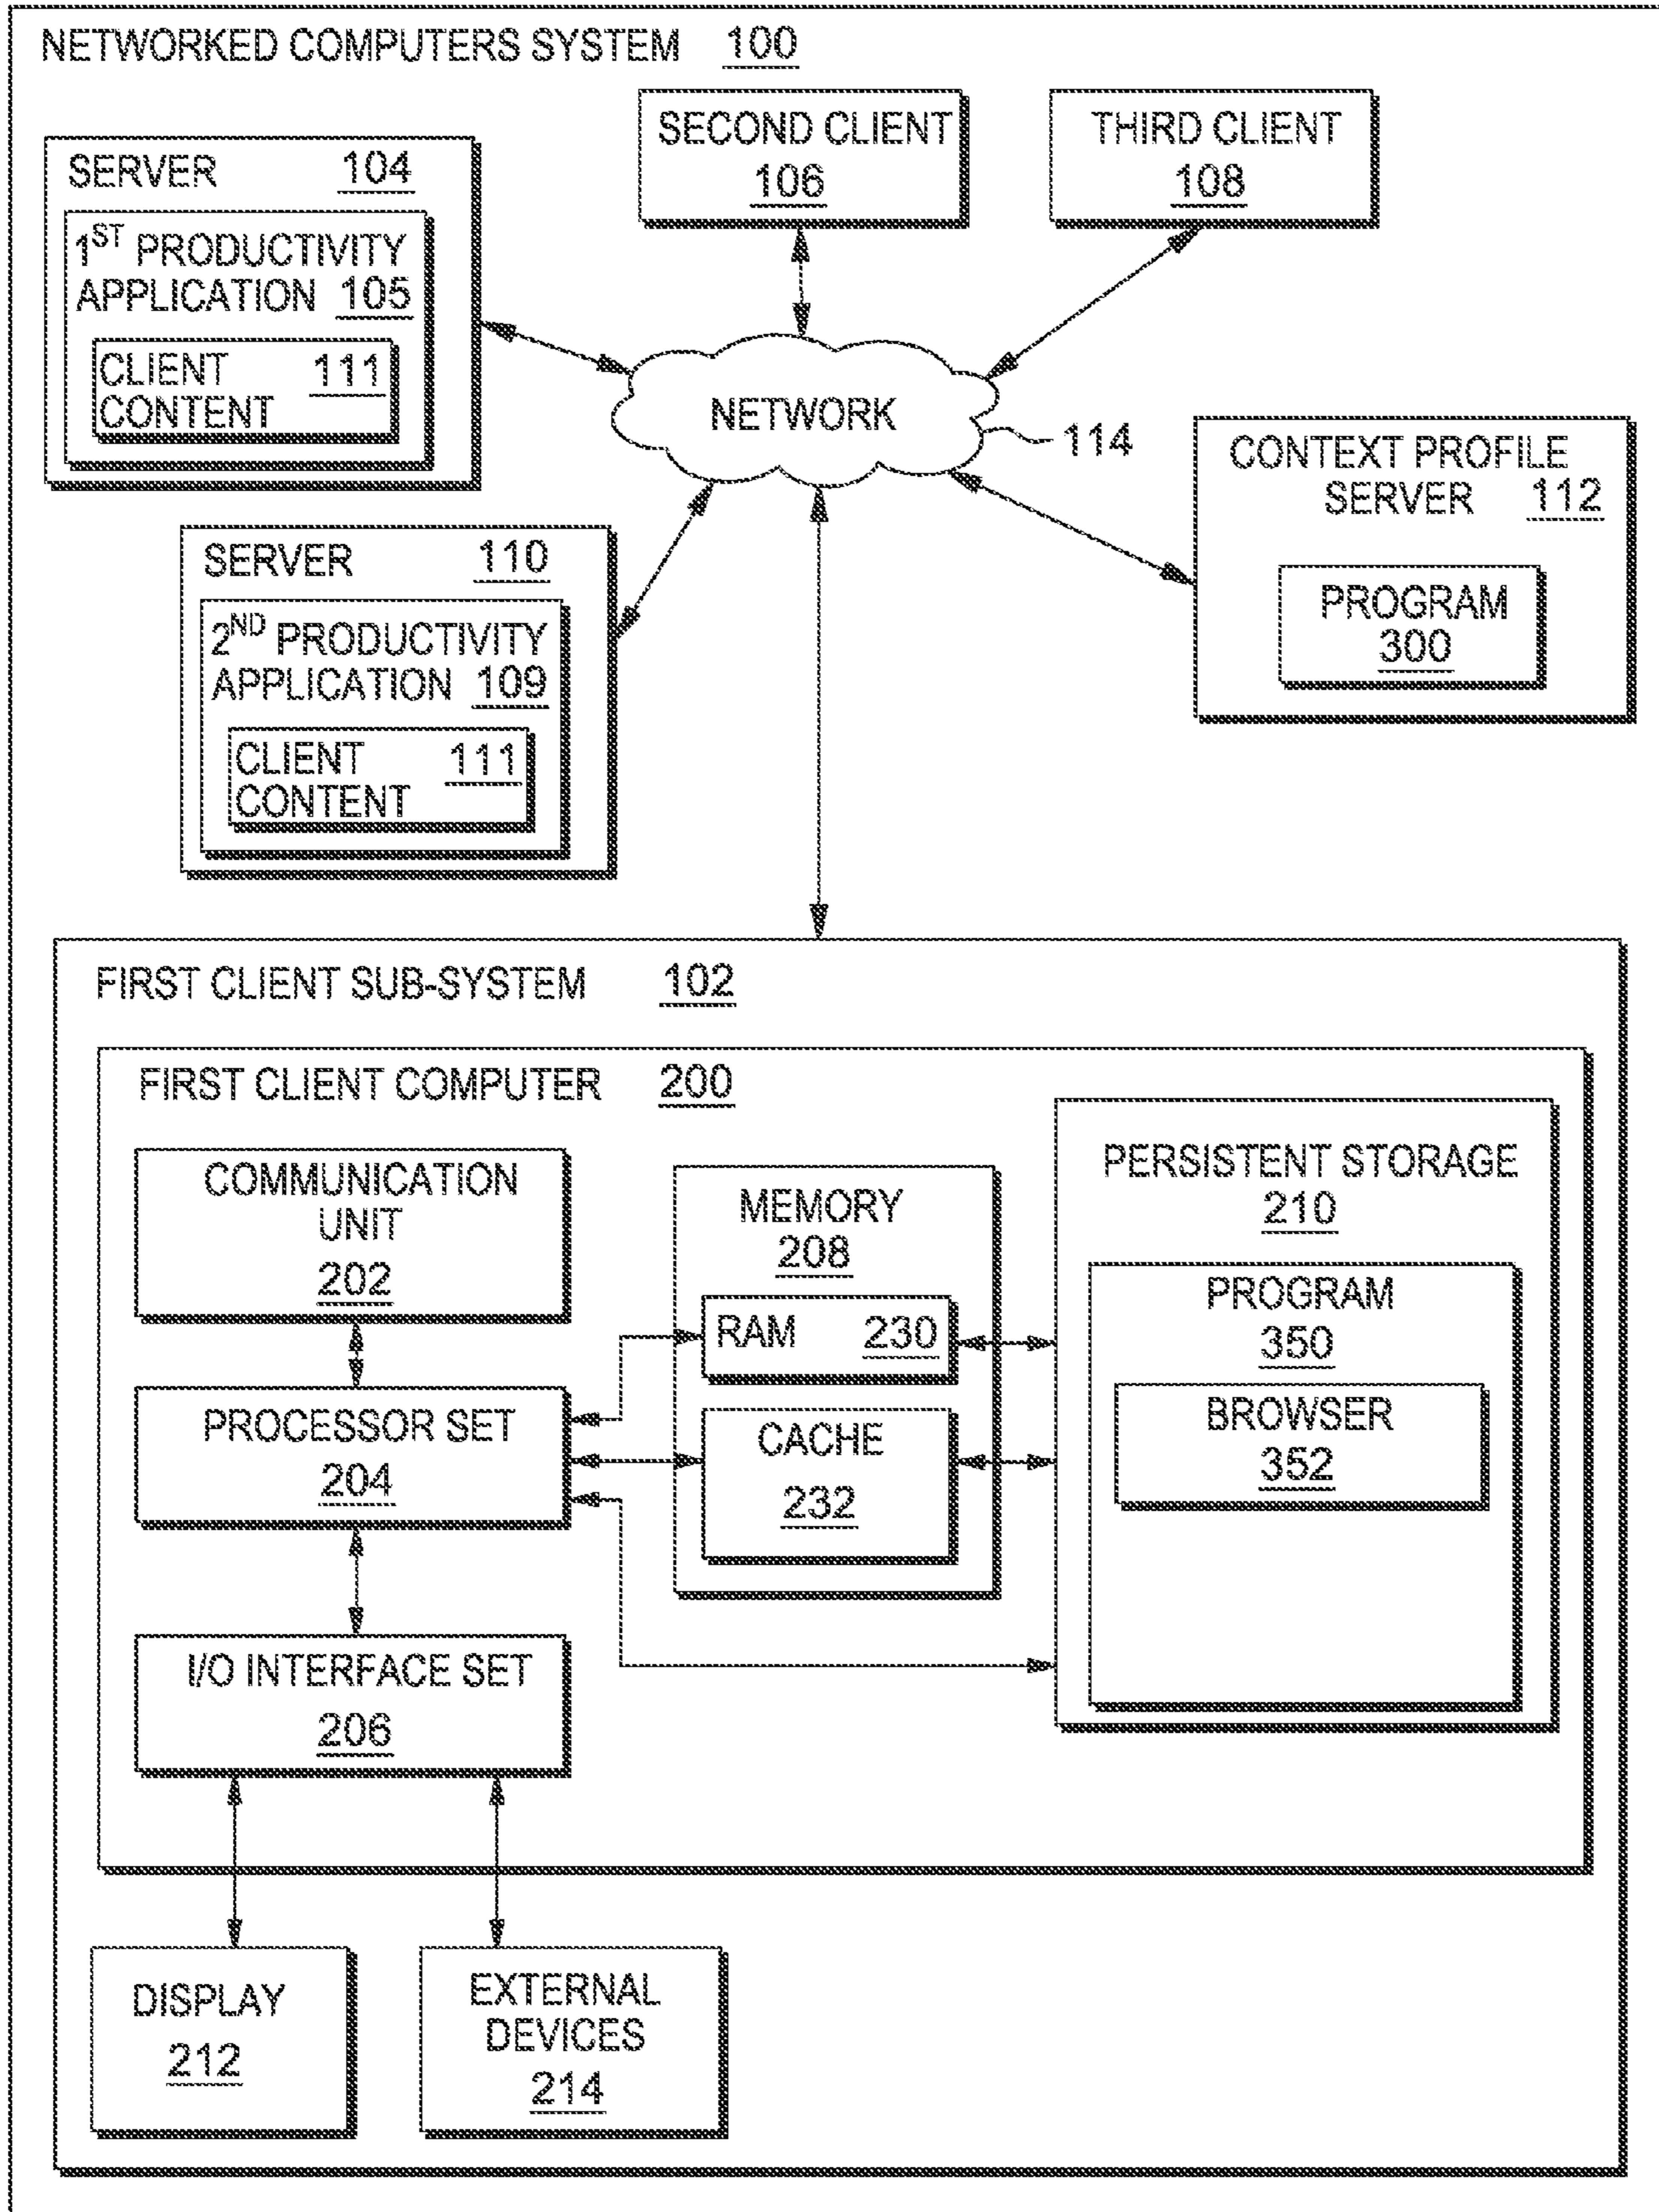 NETWORKED COMPUTERS SYSTEM 100
SERVER 104
1ST PRODUCTIVITY
APPLICATION 105
CLIENT 111
CONTENT
SECOND CLIENT
106
THIRD CLIENT
108
NETWORK
114
CONTEXT PROFILE
SERVER 112
PROGRAM
300
SERVER 110
2ND PRODUCTIVITY
APPLICATION 109
CLIENT 111
CONTENT
FIRST CLIENT SUB-SYSTEM 102
FIRST CLIENT COMPUTER 200
COMMUNICATION
UNIT
202
PROCESSOR SET
204
I/O INTERFACE SET
206
MEMORY
208
RAM 230
CACHE
232
PERSISTENT STORAGE
210
PROGRAM
350
BROWSER
352
DISPLAY
212
EXTERNAL
DEVICES
214